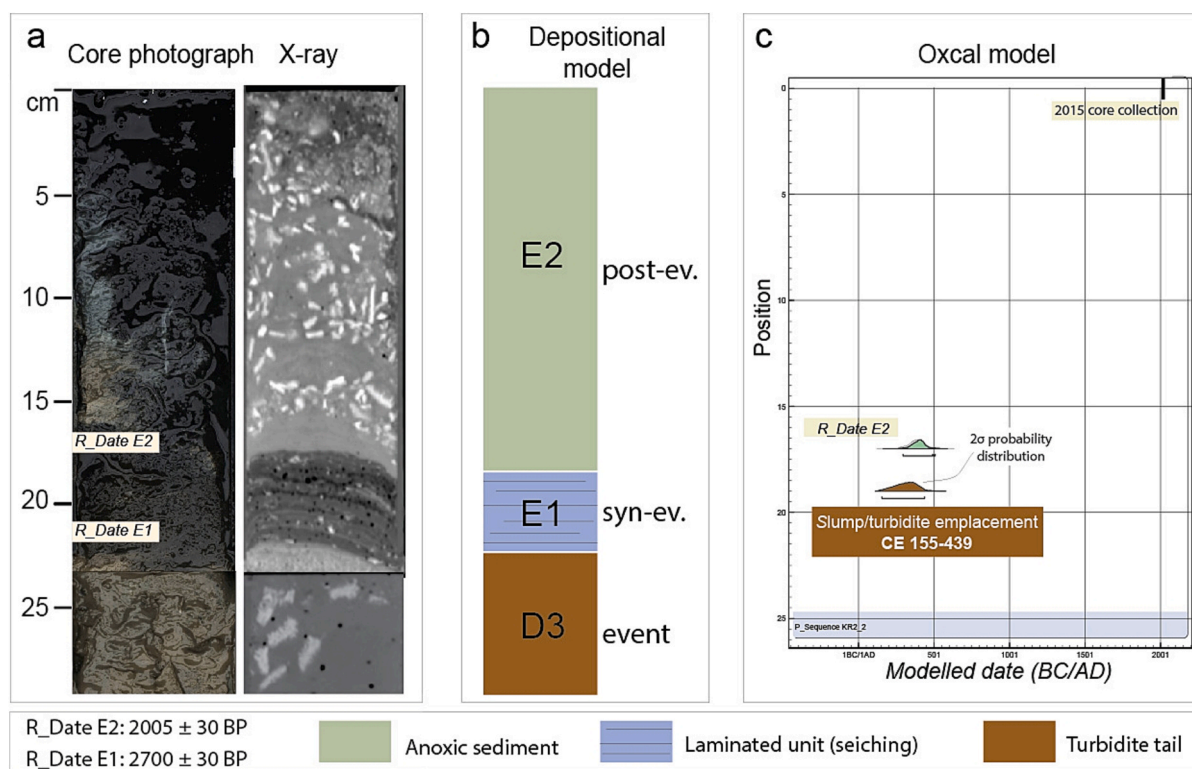 a
Core photograph X-ray
cm
5
10
15
R_Date E2
20
R_Date E1
25
b
Depositional
model
E2
post-ev.
E1
syn-ev.
D3
event
c
Oxcal model
0
2015 core collection
5
Position
10
15
R_Date E2
2σ probability
distribution
20
Slump/turbidite emplacement
CE 155-439
25
P_Sequence KR2_2
1BC/1AD 501 1001 1501 2001
Modelled date (BC/AD)
R_Date E2: 2005 ± 30 BP
R_Date E1: 2700 ± 30 BP
Anoxic sediment
Laminated unit (seiching)
Turbidite tail